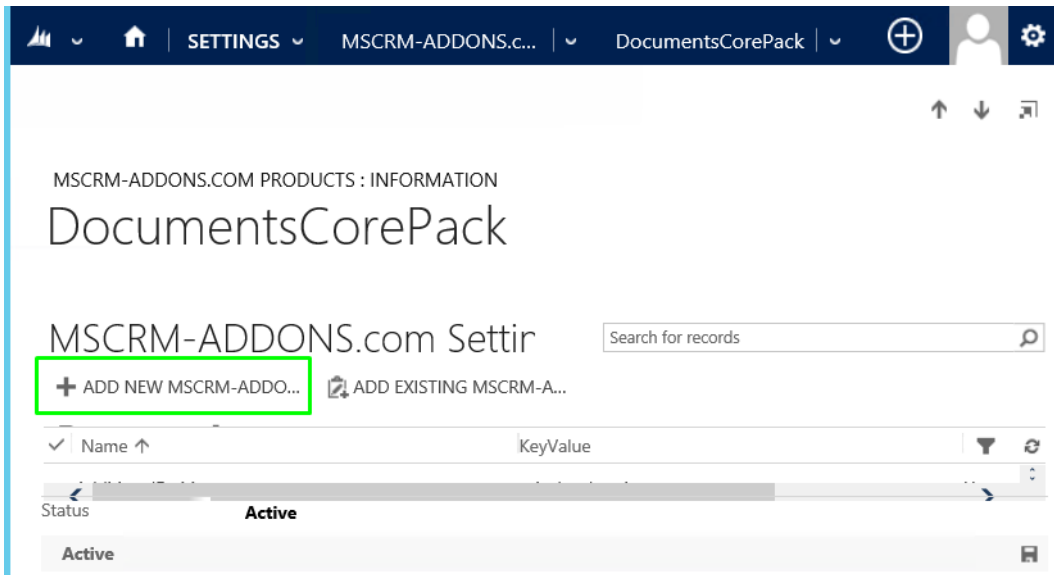 SETTINGS MSCRM-ADDONS.c... DocumentsCorePack
MSCRM-ADDONS.COM PRODUCTS : INFORMATION
DocumentsCorePack
MSCRM-ADDONS.com Settin
Search for records
ADD NEW MSCRM-ADDO... ADD EXISTING MSCRM-A...
Name KeyValue
Status Active
Active